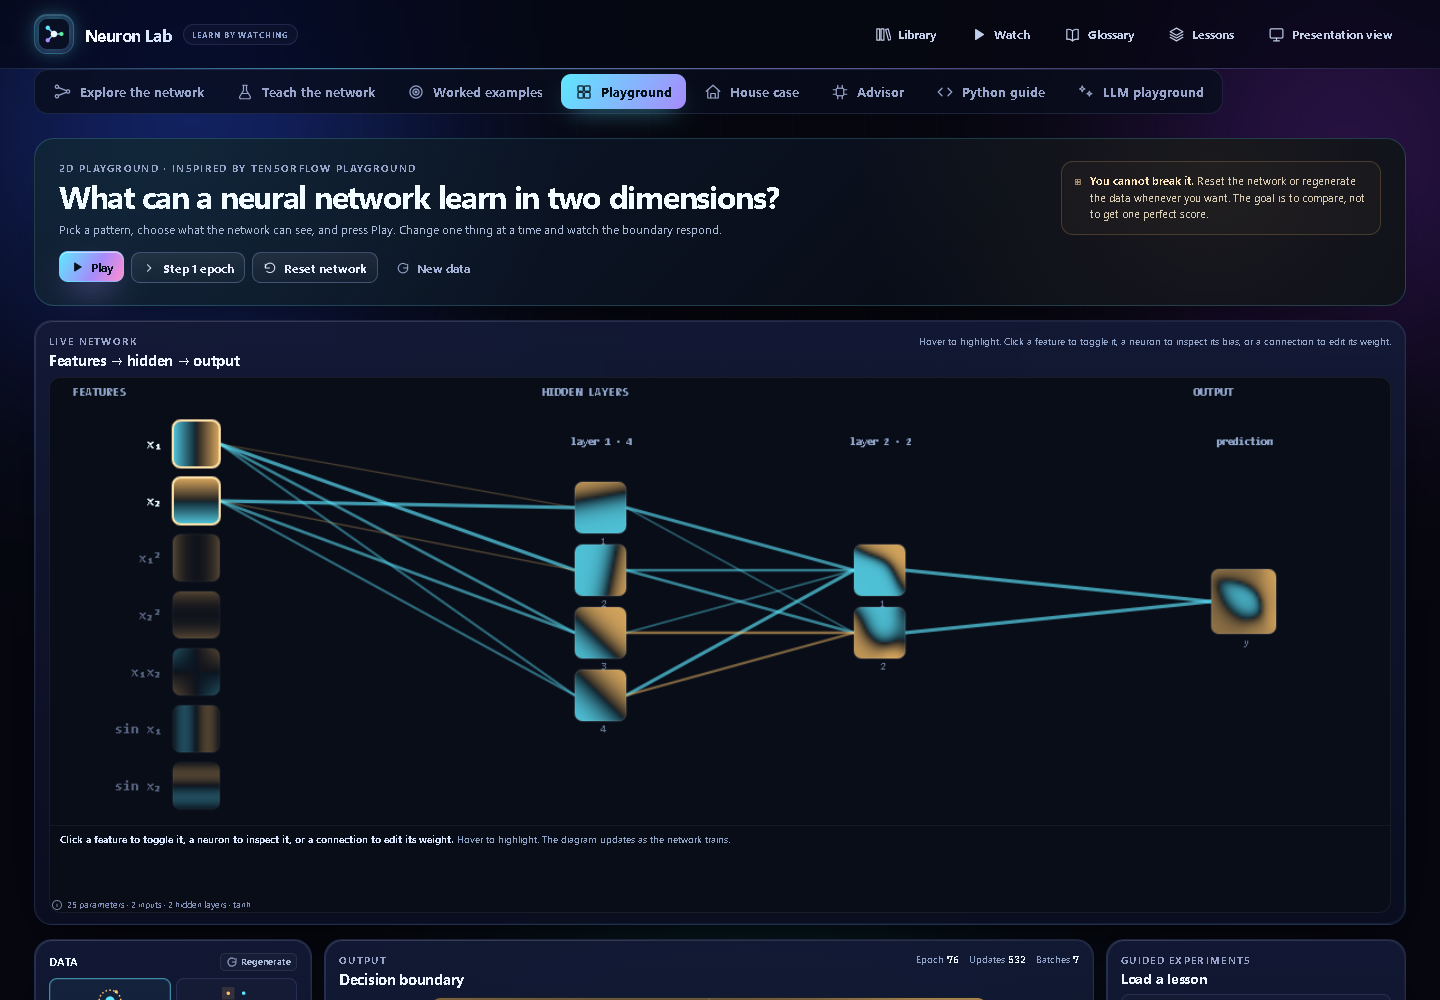 Neuron Lab
LEARN BY WATCHING
Library
Watch
Glossary
Lessons
Presentation view
Explore the network
Teach the network
Worked examples
Playground
House case
Advisor
Python guide
LLM playground
2D PLAYGROUND · INSPIRED BY TENSORFLOW PLAYGROUND
What can a neural network learn in two dimensions?
Pick a pattern, choose what the network can see, and press Play. Change one thing at a time and watch the boundary respond.
Play
Step 1 epoch
Reset network
New data
You cannot break it. Reset the network or regenerate
the data whenever you want. The goal is to compare, not
to get one perfect score.
LIVE NETWORK
Features → hidden → output
Hover to highlight. Click a feature to toggle it, a neuron to inspect its bias, or a connection to edit its weight.
FEATURES
HIDDEN LAYERS
OUTPUT
layer 1 · 4
layer 2 · 2
prediction
x₁
x₂
x₁²
x₂²
x₁x₂
sin x₁
sin x₂
1
2
3
4
1
2
y
Click a feature to toggle it, a neuron to inspect it, or a connection to edit its weight. Hover to highlight. The diagram updates as the network trains.
25 parameters · 2 inputs · 2 hidden layers · tanh
DATA
Regenerate
OUTPUT
Decision boundary
Epoch 76 Updates 532 Batches 7
GUIDED EXPERIMENTS
Load a lesson